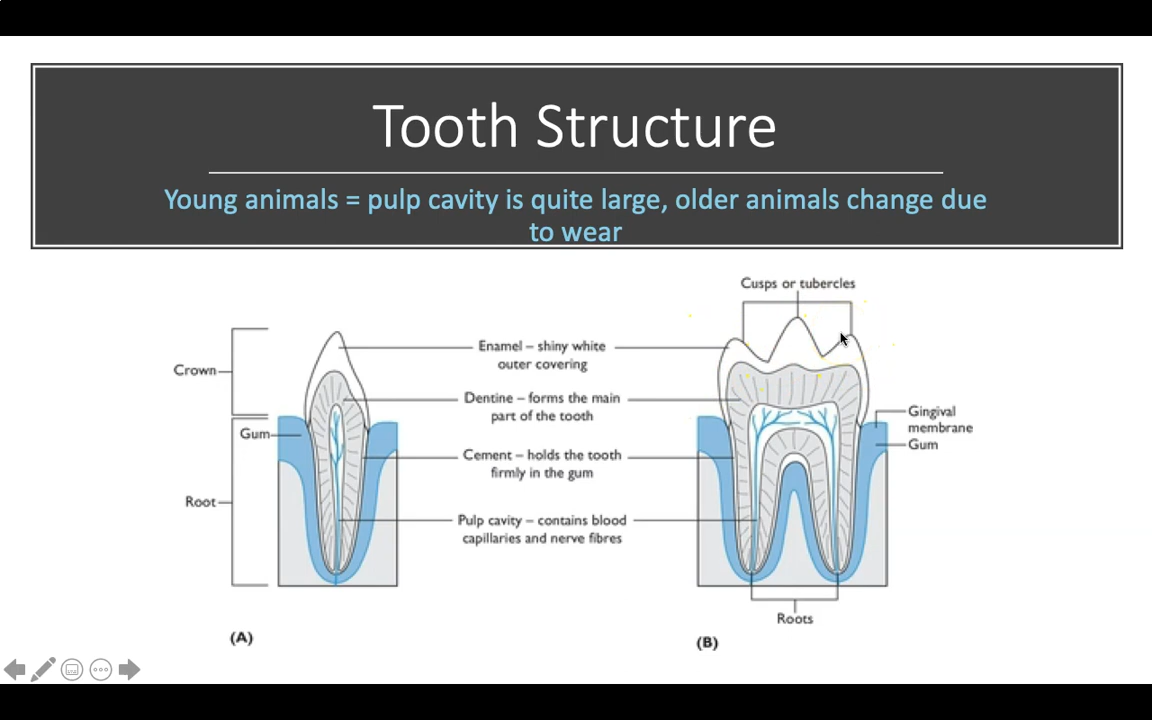 Tooth Structure
Young animals = pulp cavity is quite large, older animals change due
to wear
Crown
Gum
Root
(A)
Enamel – shiny white
outer covering
Dentine – forms the main
part of the tooth
Cement – holds the tooth
firmly in the gum
Pulp cavity – contains blood
capillaries and nerve fibres
Cusps or tubercles
Gingival
membrane
Gum
Roots
(B)